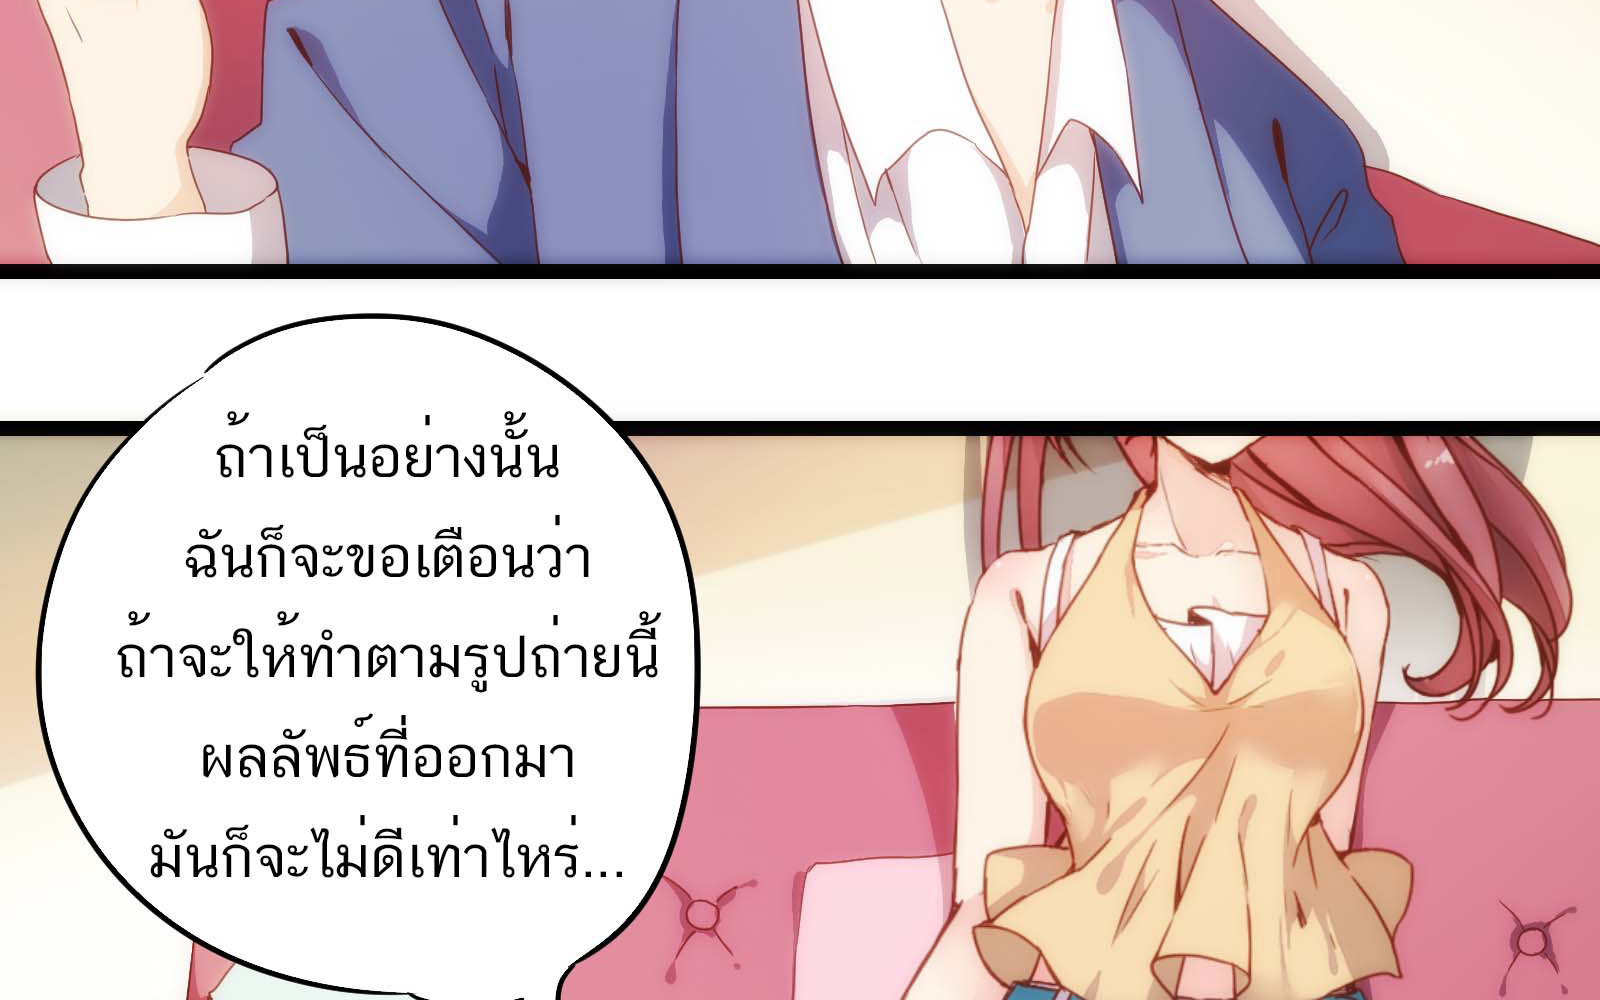 ถ้าเป็นอย่างนั้น
ฉันก็จะขอเตือนว่า
ถ้าจะให้ทำตามรูปถ่ายนี้
ผลลัพธ์ที่ออกมา
มันก็จะไม่ดีเท่าไหร่...